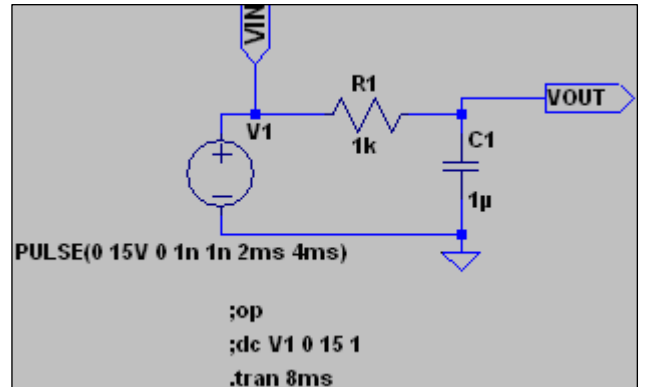 VIN
R1
VOUT
V1
1k
C1
1µ
PULSE(0 15V 0 1n 1n 2ms 4ms)
;op
;dc V1 0 15 1
.tran 8ms